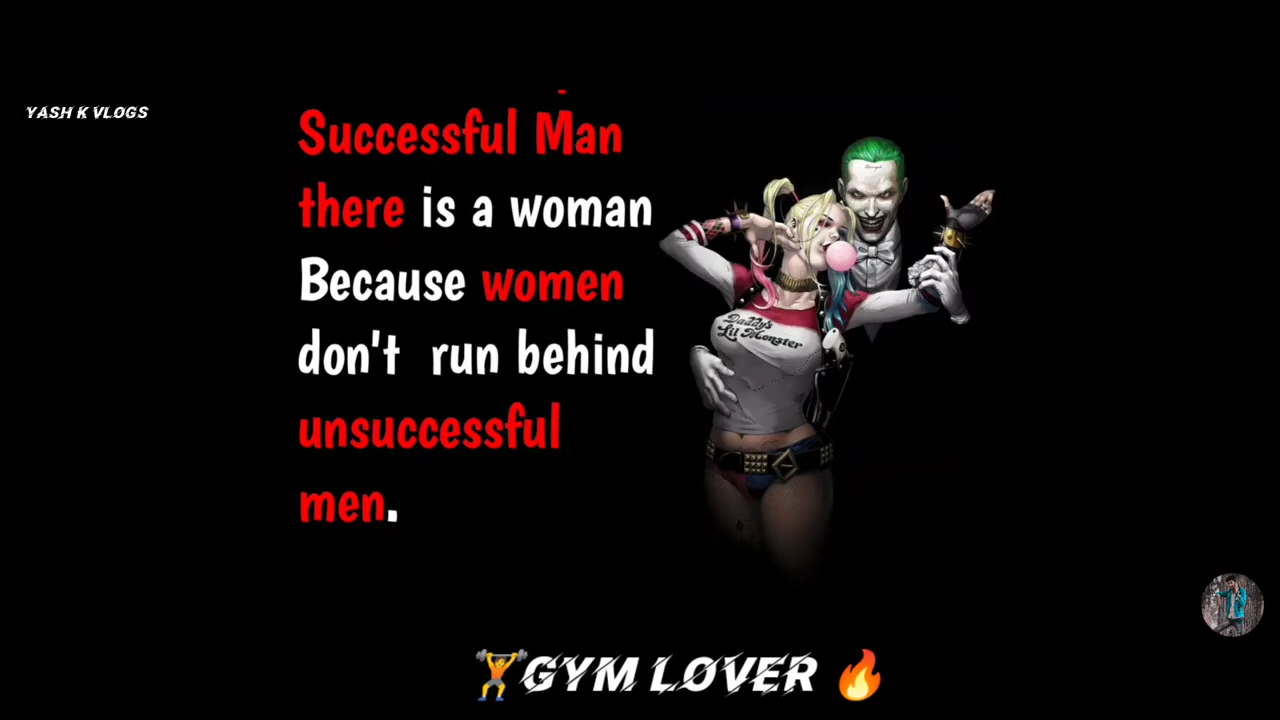 YASH K VLOGS
Successful Man
there is a woman
Because women
don't run behind
unsuccessful
men.
Daddy's
Lil Monster
🏋GYM LOVER 🔥